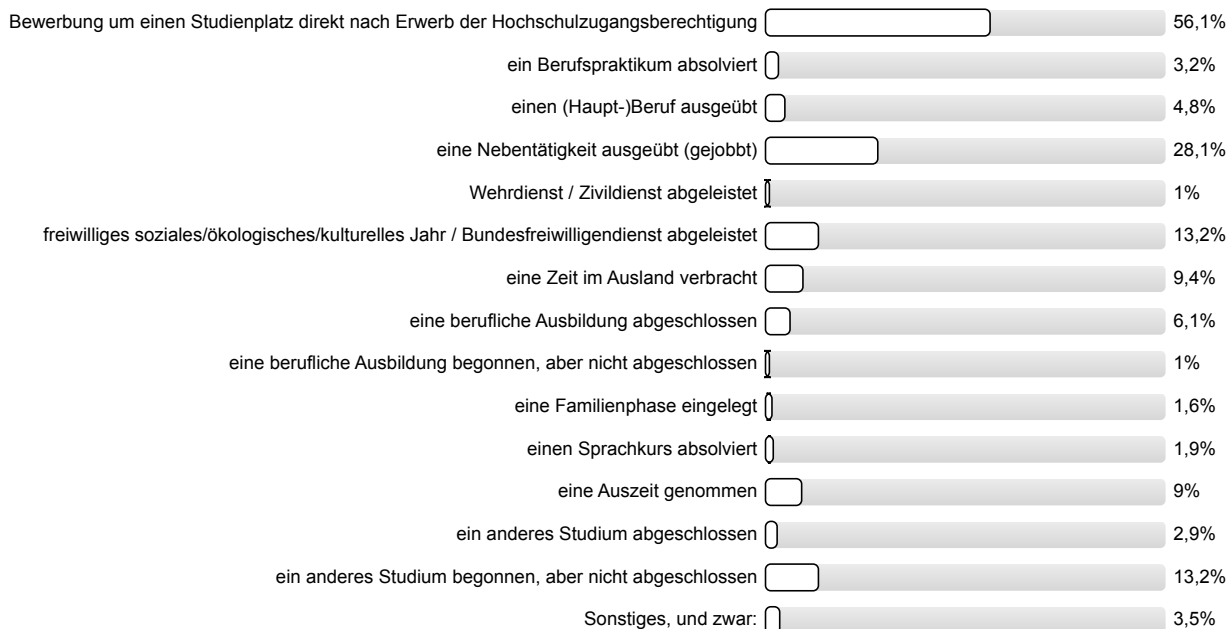 Bewerbung um einen Studienplatz direkt nach Erwerb der Hochschulzugangsberechtigung 56,1%
ein Berufspraktikum absolviert 3,2%
einen (Haupt-)Beruf ausgeübt 4,8%
eine Nebentätigkeit ausgeübt (gejobbt) 28,1%
Wehrdienst / Zivildienst abgeleistet 1%
freiwilliges soziales/ökologisches/kulturelles Jahr / Bundesfreiwilligendienst abgeleistet 13,2%
eine Zeit im Ausland verbracht 9,4%
eine berufliche Ausbildung abgeschlossen 6,1%
eine berufliche Ausbildung begonnen, aber nicht abgeschlossen 1%
eine Familienphase eingelegt 1,6%
einen Sprachkurs absolviert 1,9%
eine Auszeit genommen 9%
ein anderes Studium abgeschlossen 2,9%
ein anderes Studium begonnen, aber nicht abgeschlossen 13,2%
Sonstiges, und zwar: 3,5%